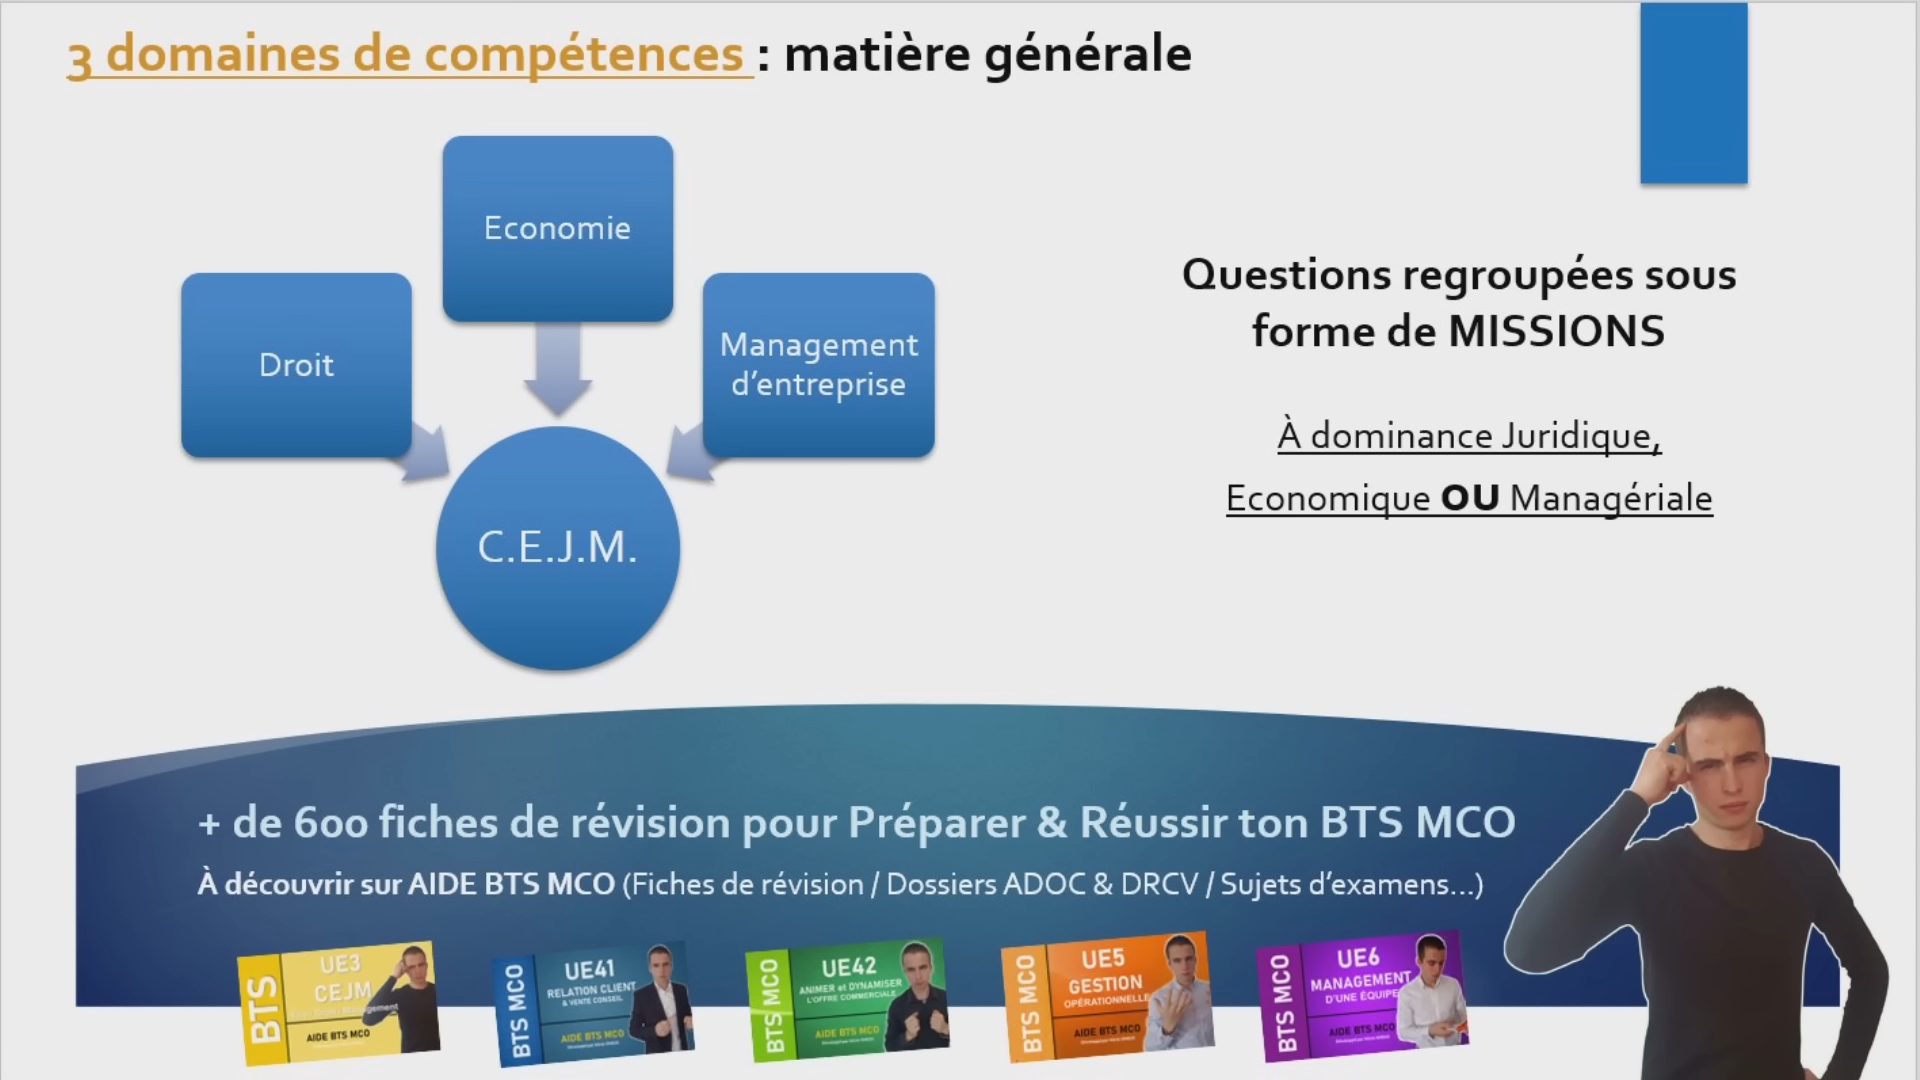 3 domaines de compétences : matière générale
Economie
Droit
Management
d'entreprise
C.E.J.M.
Questions regroupées sous
forme de MISSIONS
À dominance Juridique,
Economique OU Managériale
+ de 600 fiches de révision pour Préparer & Réussir ton BTS MCO
À découvrir sur AIDE BTS MCO (Fiches de révision / Dossiers ADOC & DRCV / Sujets d'examens...)
BTS
UE3
CEJM
AIDE BTS MCO
BTS MCO
UE41
RELATION CLIENT
& VENTE CONSEIL
AIDE BTS MCO
BTS MCO
UE42
ANIMER et DYNAMISER
L'OFFRE COMMERCIALE
AIDE BTS MCO
BTS MCO
UE5
GESTION
OPÉRATIONNELLE
AIDE BTS MCO
BTS MCO
UE6
MANAGEMENT
D'UNE ÉQUIPE
AIDE BTS MCO